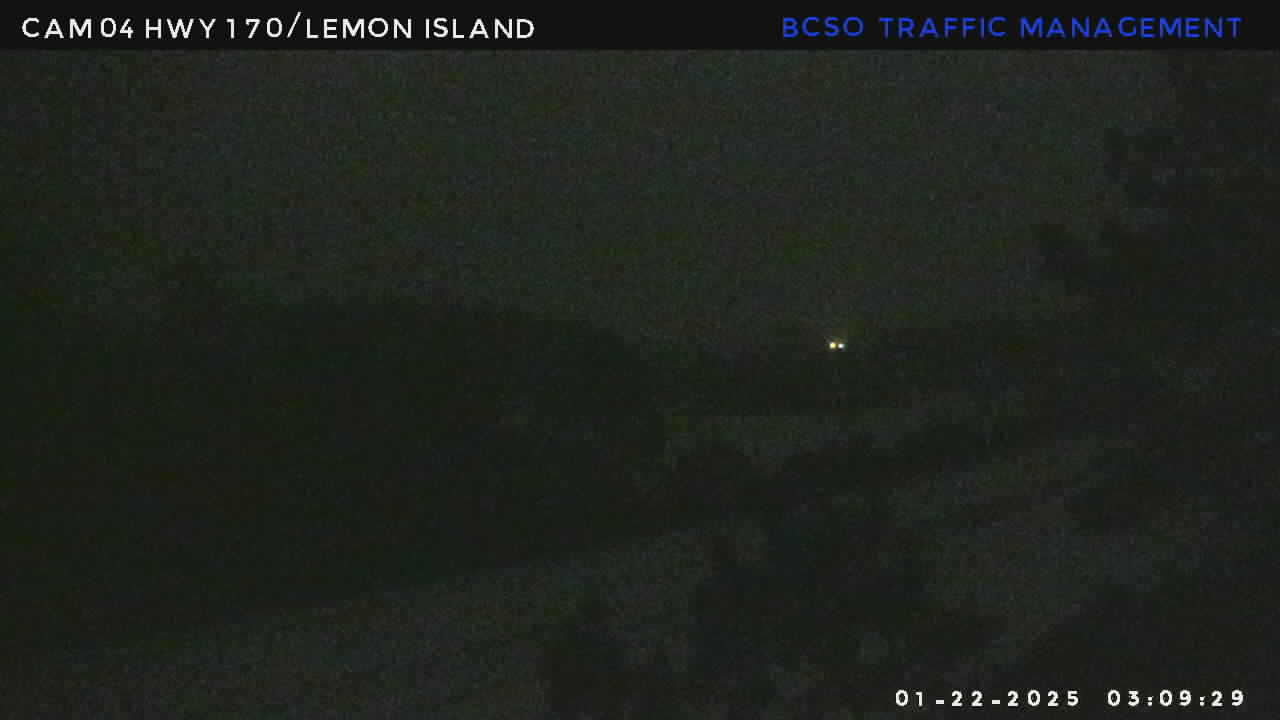 CAM04 HWY 170/LEMON ISLAND
BCSO TRAFFIC MANAGEMENT
01-22-2025 03:09:29